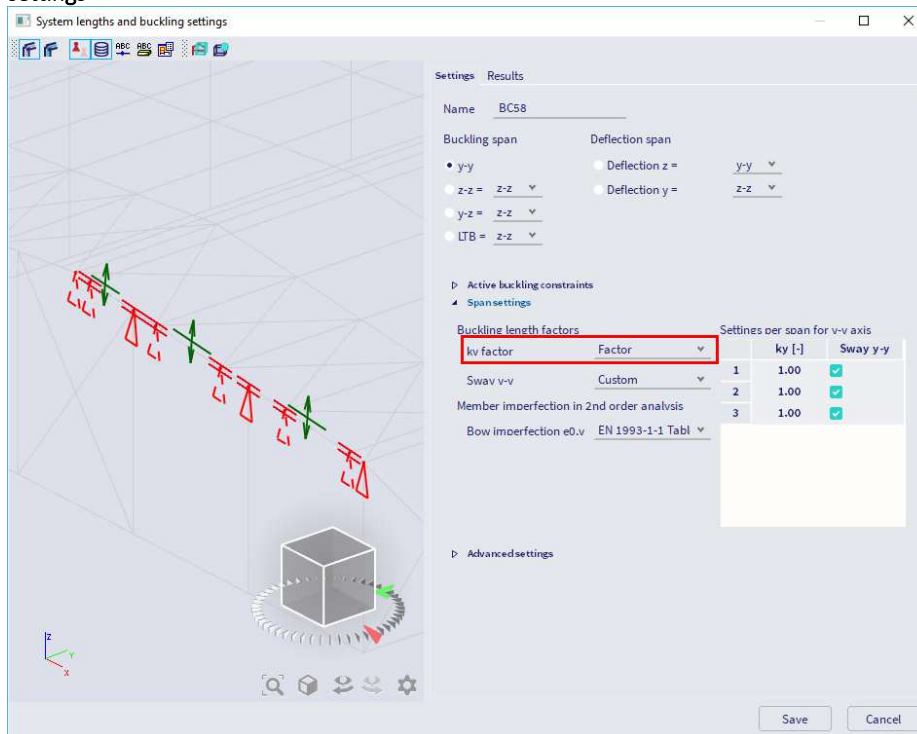 settings
System lengths and buckling settings
ABC ABC
Settings Results
Name BC58
Buckling span Deflection span
y-y Deflection z = y-y
z-z = z-z Deflection y = z-z
y-z = z-z
LTB = z-z
Active buckling constraints
Span settings
Buckling length factors Settings per span for y-y axis
ky factor Factor ky [-] Sway y-y
1 1.00
Sway y-y Custom
2 1.00
Member imperfection in 2nd order analysis
3 1.00
Bow imperfection e0.y EN 1993-1-1 Tabl
Advanced settings
z
Y
x
Save Cancel